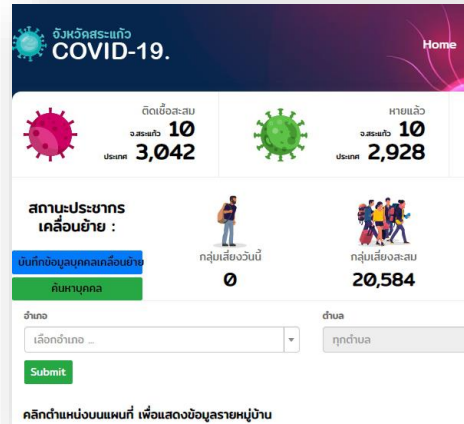 จังหวัดสระแก้ว
COVID-19.
Home
ติดเชื้อสะสม
จ.สระแก้ว 10
ประเทศ 3,042
หายแล้ว
จ.สระแก้ว 10
ประเทศ 2,928
สถานะประชากร
เคลื่อนย้าย :
บันทึกข้อมูลบุคคลเคลื่อนย้าย
ค้นหาบุคคล
กลุ่มเสี่ยงวันนี้
0
กลุ่มเสี่ยงสะสม
20,584
อำเภอ
เลือกอำเภอ ...
ตำบล
ทุกตำบล
Submit
คลิกตำแหน่งบนแผนที่ เพื่อแสดงข้อมูลรายหมู่บ้าน